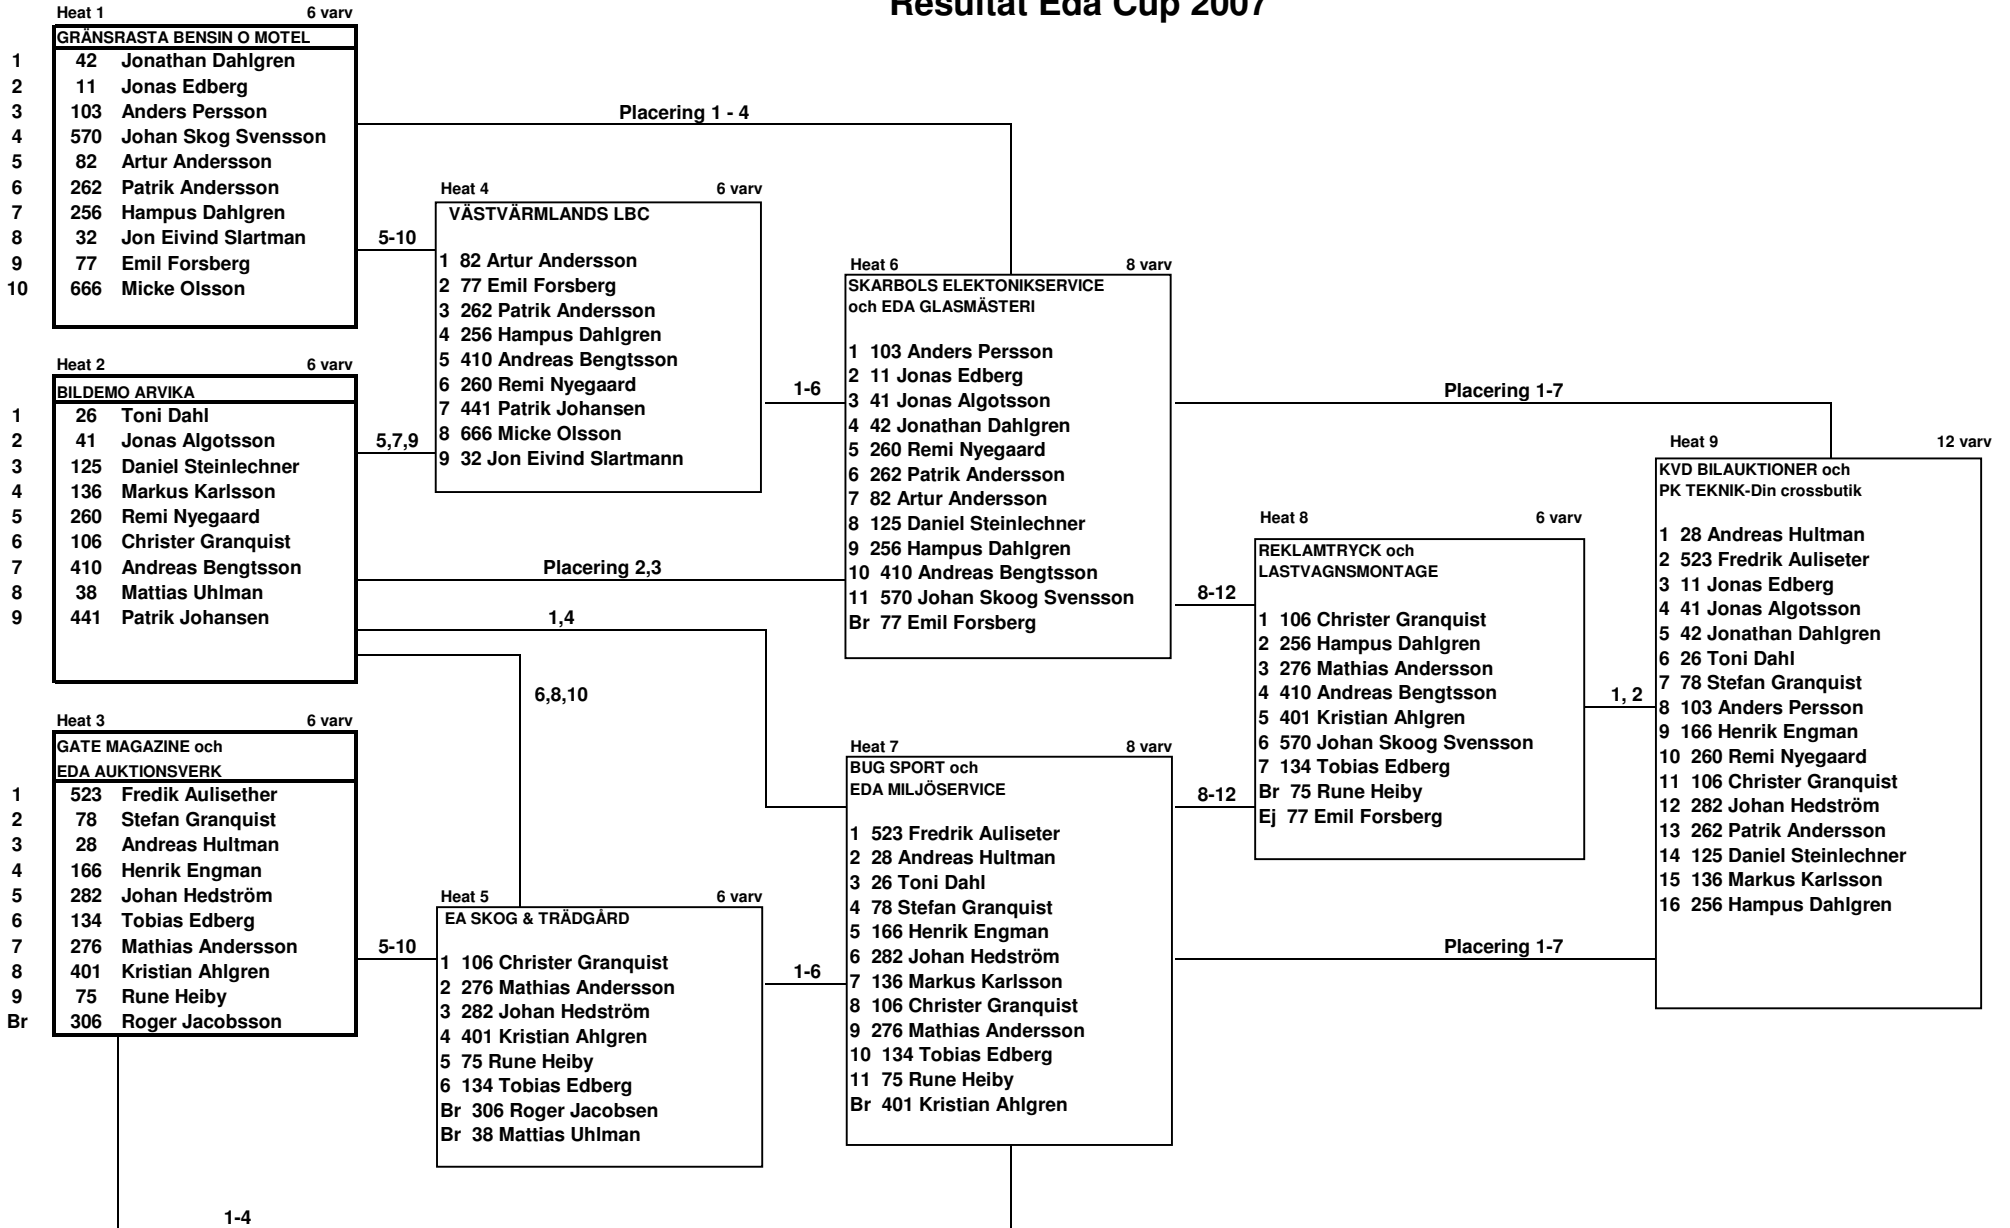 Resultat Eda Cup 2007
Heat 1 6 varv
GRÄNSRASTA BENSIN O MOTEL
1 42 Jonathan Dahlgren
2 11 Jonas Edberg
3 103 Anders Persson
4 570 Johan Skog Svensson
5 82 Artur Andersson
6 262 Patrik Andersson
7 256 Hampus Dahlgren
8 32 Jon Eivind Slartman
9 77 Emil Forsberg
10 666 Micke Olsson
Placering 1 - 4
5-10
Heat 2 6 varv
BILDEMO ARVIKA
1 26 Toni Dahl
2 41 Jonas Algotsson
3 125 Daniel Steinlechner
4 136 Markus Karlsson
5 260 Remi Nyegaard
6 106 Christer Granquist
7 410 Andreas Bengtsson
8 38 Mattias Uhlman
9 441 Patrik Johansen
5,7,9
Placering 2,3
1,4
6,8,10
Heat 3 6 varv
GATE MAGAZINE och
EDA AUKTIONSVERK
1 523 Fredik Aulisether
2 78 Stefan Granquist
3 28 Andreas Hultman
4 166 Henrik Engman
5 282 Johan Hedström
6 134 Tobias Edberg
7 276 Mathias Andersson
8 401 Kristian Ahlgren
9 75 Rune Heiby
Br 306 Roger Jacobsson
5-10
1-4
Heat 4 6 varv
VÄSTVÄRMLANDS LBC
1 82 Artur Andersson
2 77 Emil Forsberg
3 262 Patrik Andersson
4 256 Hampus Dahlgren
5 410 Andreas Bengtsson
6 260 Remi Nyegaard
7 441 Patrik Johansen
8 666 Micke Olsson
9 32 Jon Eivind Slartmann
1-6
Heat 5 6 varv
EA SKOG & TRÄDGÅRD
1 106 Christer Granquist
2 276 Mathias Andersson
3 282 Johan Hedström
4 401 Kristian Ahlgren
5 75 Rune Heiby
6 134 Tobias Edberg
Br 306 Roger Jacobsen
Br 38 Mattias Uhlman
1-6
Heat 6 8 varv
SKARBOLS ELEKTONIKSERVICE
och EDA GLASMÄSTERI
1 103 Anders Persson
2 11 Jonas Edberg
3 41 Jonas Algotsson
4 42 Jonathan Dahlgren
5 260 Remi Nyegaard
6 262 Patrik Andersson
7 82 Artur Andersson
8 125 Daniel Steinlechner
9 256 Hampus Dahlgren
10 410 Andreas Bengtsson
11 570 Johan Skoog Svensson
Br 77 Emil Forsberg
Placering 1-7
8-12
Heat 7 8 varv
BUG SPORT och
EDA MILJÖSERVICE
1 523 Fredrik Auliseter
2 28 Andreas Hultman
3 26 Toni Dahl
4 78 Stefan Granquist
5 166 Henrik Engman
6 282 Johan Hedström
7 136 Markus Karlsson
8 106 Christer Granquist
9 276 Mathias Andersson
10 134 Tobias Edberg
11 75 Rune Heiby
Br 401 Kristian Ahlgren
8-12
Placering 1-7
Heat 8 6 varv
REKLAMTRYCK och
LASTVAGNSMONTAGE
1 106 Christer Granquist
2 256 Hampus Dahlgren
3 276 Mathias Andersson
4 410 Andreas Bengtsson
5 401 Kristian Ahlgren
6 570 Johan Skoog Svensson
7 134 Tobias Edberg
Br 75 Rune Heiby
Ej 77 Emil Forsberg
1, 2
Heat 9 12 varv
KVD BILAUKTIONER och
PK TEKNIK-Din crossbutik
1 28 Andreas Hultman
2 523 Fredrik Auliseter
3 11 Jonas Edberg
4 41 Jonas Algotsson
5 42 Jonathan Dahlgren
6 26 Toni Dahl
7 78 Stefan Granquist
8 103 Anders Persson
9 166 Henrik Engman
10 260 Remi Nyegaard
11 106 Christer Granquist
12 282 Johan Hedström
13 262 Patrik Andersson
14 125 Daniel Steinlechner
15 136 Markus Karlsson
16 256 Hampus Dahlgren